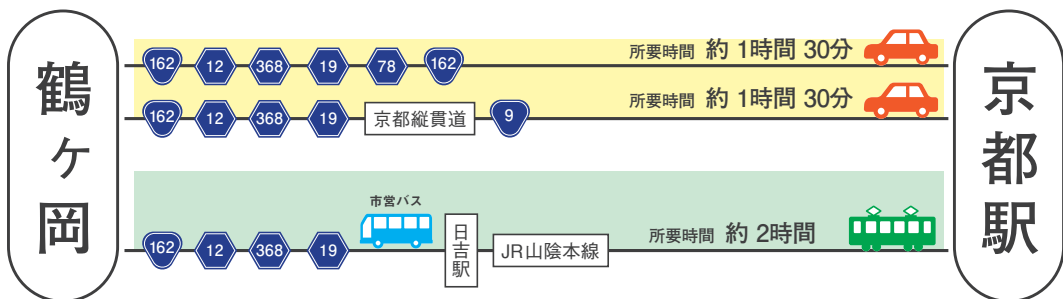 鶴ヶ岡
162 12 368 19 78 162 所要時間 約 1時間 30分
162 12 368 19 京都縦貫道 9 所要時間 約 1時間 30分
市営バス
162 12 368 19 日吉駅 JR山陰本線 所要時間 約 2時間
京都駅